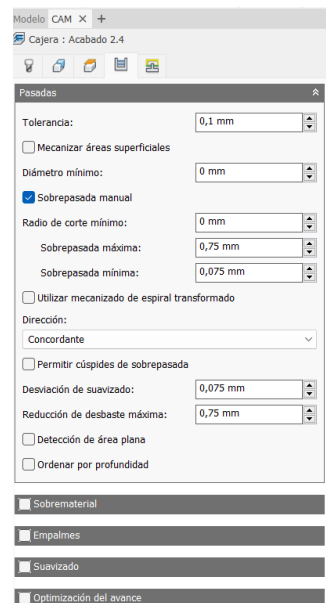 Modelo CAM × +
Cajera : Acabado 2.4
Pasadas
Tolerancia: 0,1 mm
Mecanizar áreas superficiales
Diámetro mínimo: 0 mm
Sobrepasada manual
Radio de corte mínimo: 0 mm
Sobrepasada máxima: 0,75 mm
Sobrepasada mínima: 0,075 mm
Utilizar mecanizado de espiral transformado
Dirección:
Concordante
Permitir cúspides de sobrepasada
Desviación de suavizado: 0,075 mm
Reducción de desbaste máxima: 0,75 mm
Detección de área plana
Ordenar por profundidad
Sobrematerial
Empalmes
Suavizado
Optimización del avance